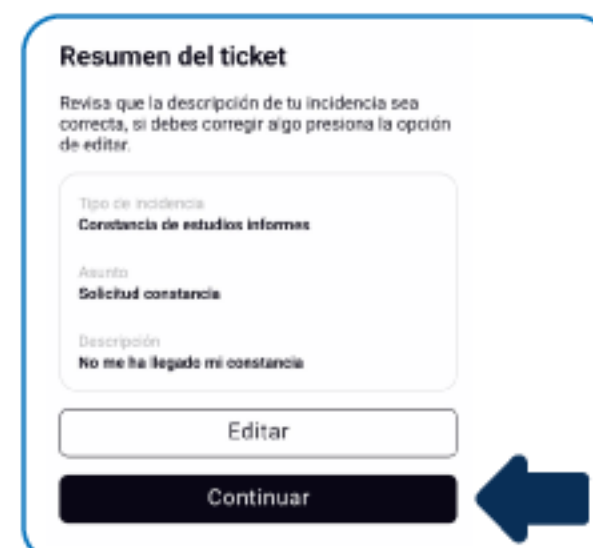 Resumen del ticket
Revisa que la descripción de tu incidencia sea
correcta, si debes corregir algo presiona la opción
de editar.
Tipo de incidencia
Constancia de estudios informes
Asunto
Solicitud constancia
Descripción
No me ha llegado mi constancia
Editar
Continuar